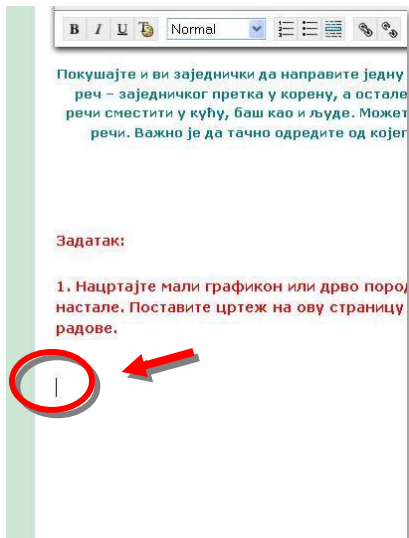 B I U Normal
Покушајте и ви заједнички да направите једну
реч – заједничког претка у корену, а остале
речи сместити у кућу, баш као и људе. Может
речи. Важно је да тачно одредите од којег
Задатак:
1. Нацртајте мали графикон или дрво пород
настале. Поставите цртеж на ову страницу
радове.